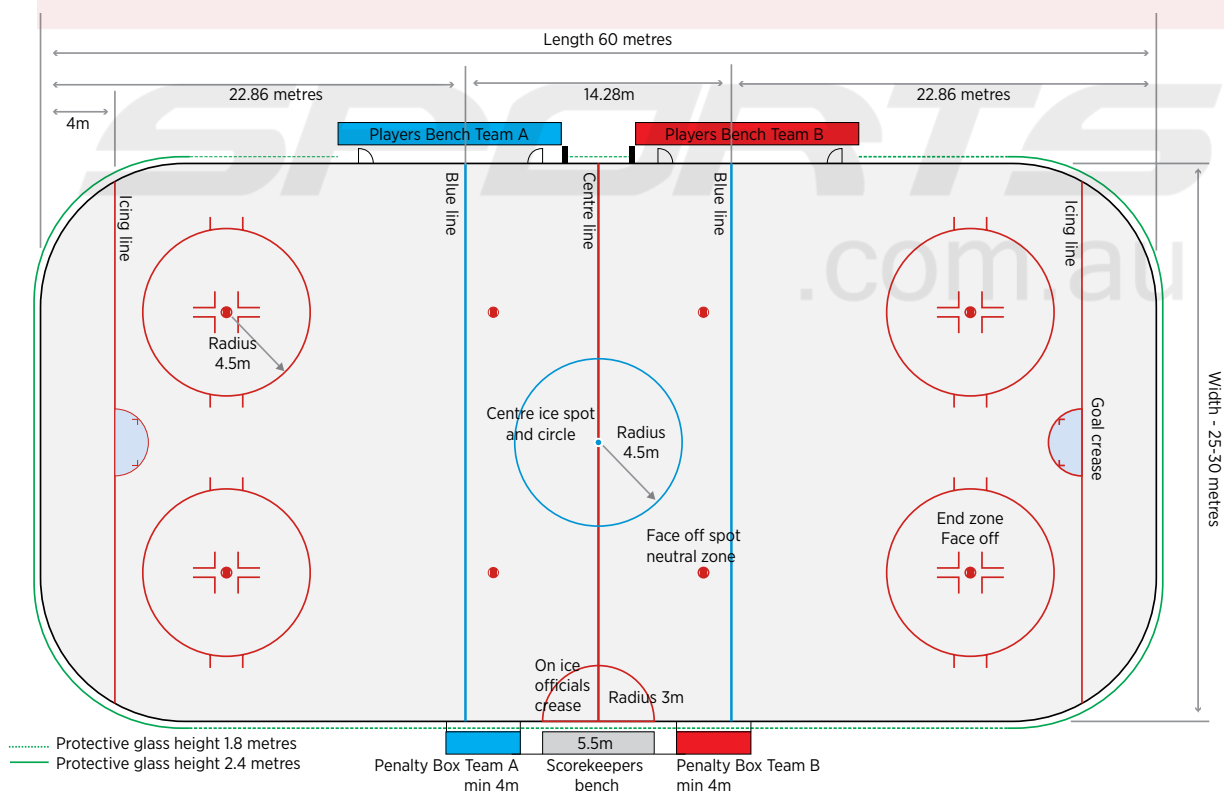 Length 60 metres
22.86 metres
14.28m
22.86 metres
4m
SPORTS
.com.au
Players Bench Team A
Players Bench Team B
Icing line
Blue line
Centre line
Blue line
Icing line
Radius
4.5m
Centre ice spot
and circle
Radius
4.5m
Goal crease
Width - 25-30 metres
Face off spot
neutral zone
End zone
Face off
On ice
officials
crease
Radius 3m
Protective glass height 1.8 metres
Protective glass height 2.4 metres
5.5m
Penalty Box Team A
min 4m
Scorekeepers
bench
Penalty Box Team B
min 4m